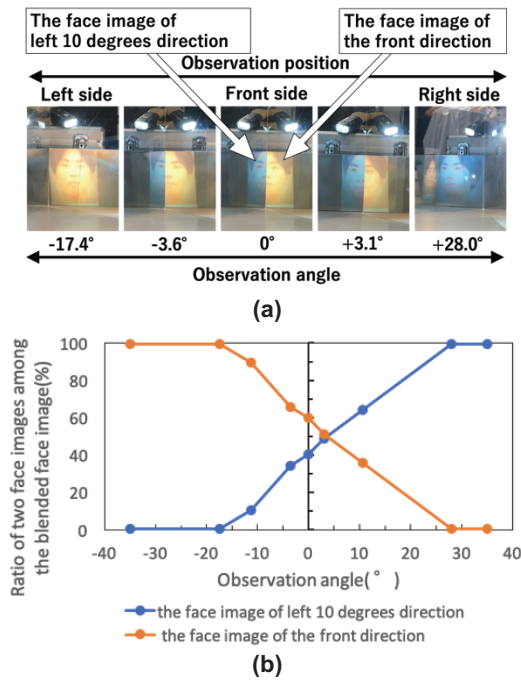 The face image of
left 10 degrees direction
The face image of
the front direction
Observation position
Left side Front side Right side
-17.4° -3.6° 0° +3.1° +28.0°
Observation angle
(a)
Ratio of two face images among
the blended face image(%)
100
80
60
40
20
0
-40 -30 -20 -10 0 10 20 30 40
Observation angle(°)
the face image of left 10 degrees direction
the face image of the front direction
(b)